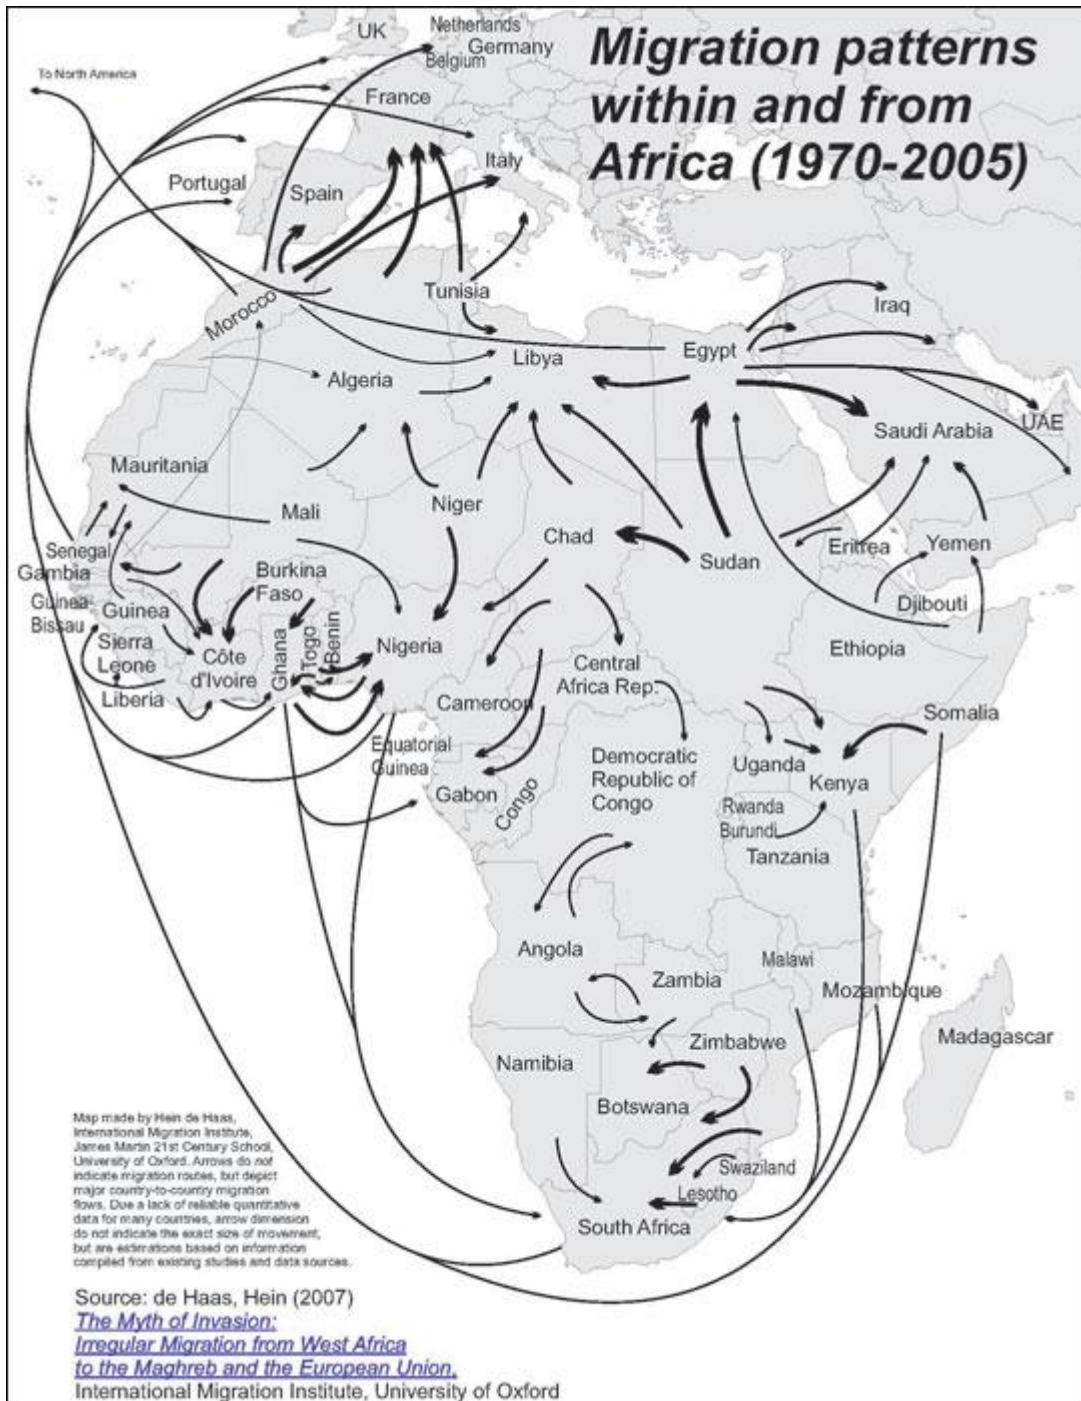 Migration patterns
within and from
Africa (1970-2005)
UK
Netherlands
Germany
Belgium
To North America
France
Italy
Portugal
Spain
Tunisia
Morocco
Iraq
Libya
Egypt
Algeria
UAE
Saudi Arabia
Mauritania
Mali
Niger
Chad
Sudan
Eritrea
Yemen
Senegal
Gambia
Burkina
Faso
Djibouti
Guinea-
Bissau
Guinea
Sierra
Leone
Côte
d'Ivoire
Ghana
Togo
Benin
Nigeria
Ethiopia
Central
Africa Rep.
Liberia
Cameroon
Somalia
Equatorial
Guinea
Democratic
Republic of
Congo
Uganda
Kenya
Gabon
Congo
Rwanda
Burundi
Tanzania
Angola
Zambia
Malawi
Mozambique
Madagascar
Namibia
Zimbabwe
Botswana
Swaziland
Lesotho
South Africa
Map made by Hein de Haas,
International Migration Institute,
James Martin 21st Century School,
University of Oxford. Arrows do not
indicate migration routes, but depict
major country-to-country migration
flows. Due a lack of reliable quantitative
data for many countries, arrow dimension
do not indicate the exact size of movement,
but are estimations based on information
compiled from existing studies and data sources.
Source: de Haas, Hein (2007)
The Myth of Invasion:
Irregular Migration from West Africa
to the Maghreb and the European Union,
International Migration Institute, University of Oxford